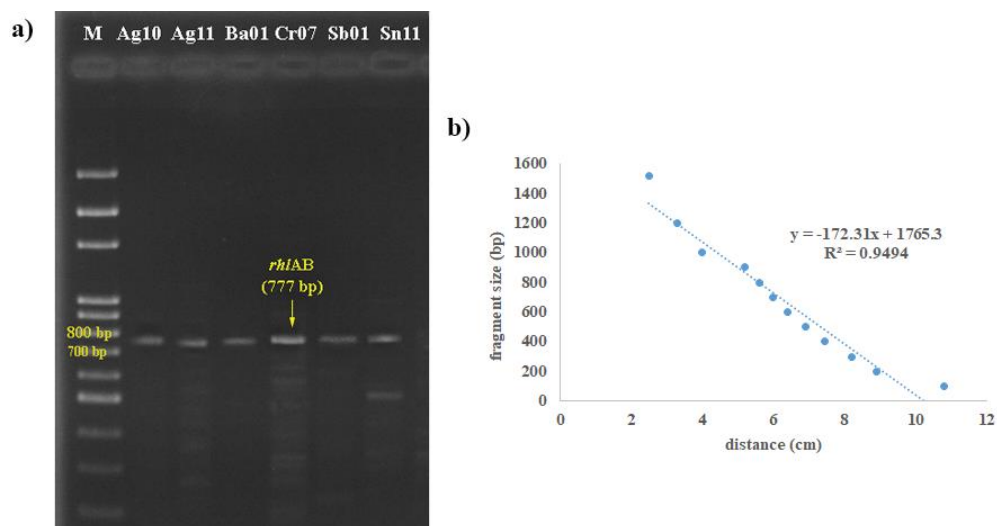 a)
M Ag10 Ag11 Ba01 Cr07 Sb01 Sn11
rhlAB
(777 bp)
800 bp
700 bp
b)
1600
1400
1200
1000
800
600
400
200
0
fragment size (bp)
y = -172.31x + 1765.3
R² = 0.9494
0 2 4 6 8 10 12
distance (cm)